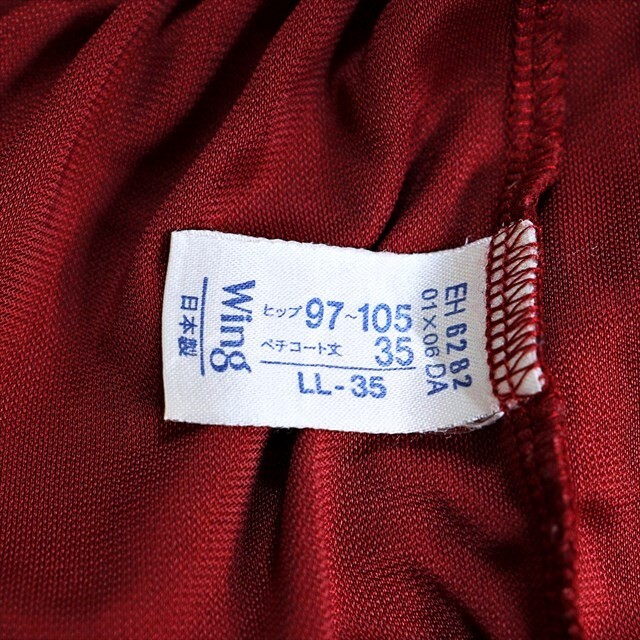 Wing
日本製
ヒップ 97~105
ペチコート丈 35
LL-35
EH 6282
01×06 DA